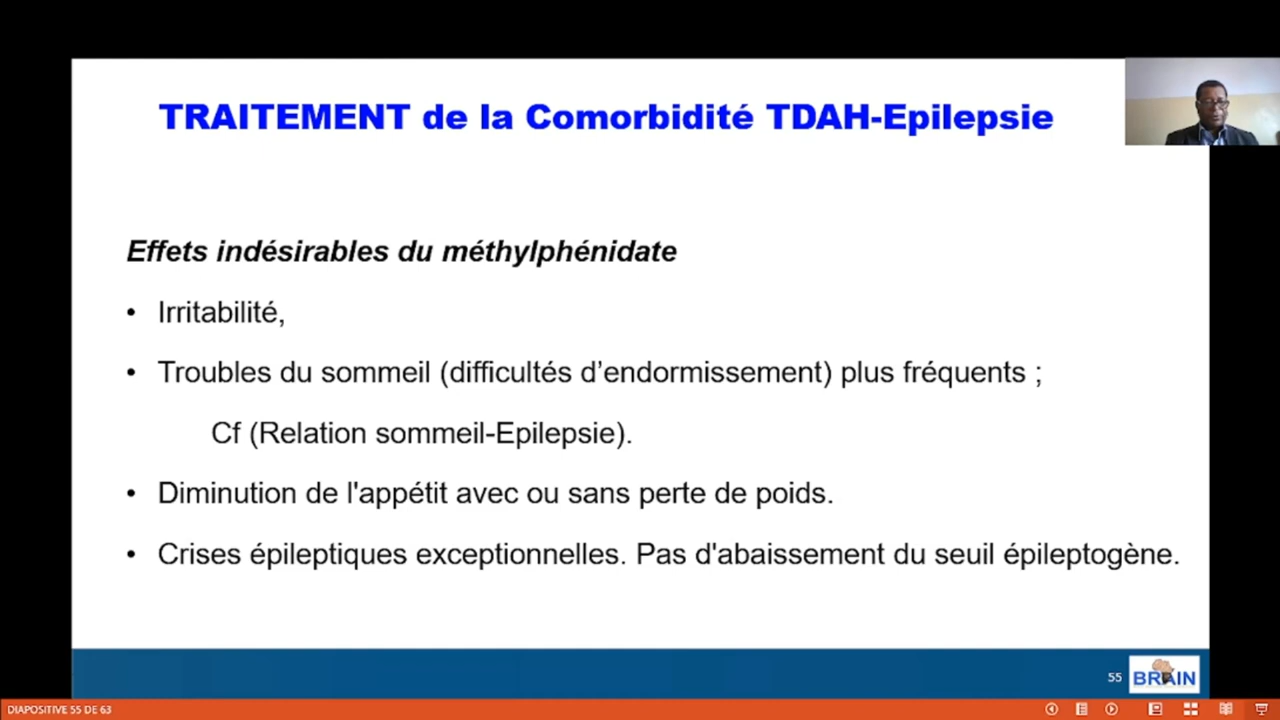 TRAITEMENT de la Comorbidité TDAH-Epilepsie
Effets indésirables du méthylphénidate
• Irritabilité,
• Troubles du sommeil (difficultés d’endormissement) plus fréquents ;
Cf (Relation sommeil-Epilepsie).
• Diminution de l'appétit avec ou sans perte de poids.
• Crises épileptiques exceptionnelles. Pas d'abaissement du seuil épileptogène.
55
BRAIN
DIAPOSITIVE 55 DE 63